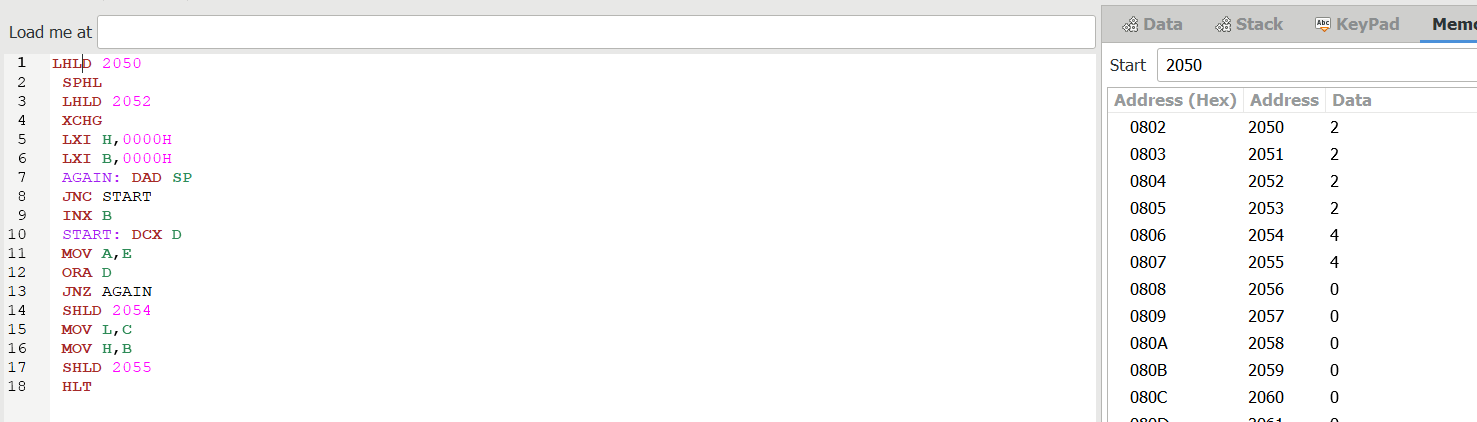 Load me at
1 LHLD 2050
2 SPHL
3 LHLD 2052
4 XCHG
5 LXI H,0000H
6 LXI B,0000H
7 AGAIN: DAD SP
8 JNC START
9 INX B
10 START: DCX D
11 MOV A,E
12 ORA D
13 JNZ AGAIN
14 SHLD 2054
15 MOV L,C
16 MOV H,B
17 SHLD 2055
18 HLT
Data Stack KeyPad Memo
Start 2050
Address (Hex) Address Data
0802 2050 2
0803 2051 2
0804 2052 2
0805 2053 2
0806 2054 4
0807 2055 4
0808 2056 0
0809 2057 0
080A 2058 0
080B 2059 0
080C 2060 0
080D 2061 0